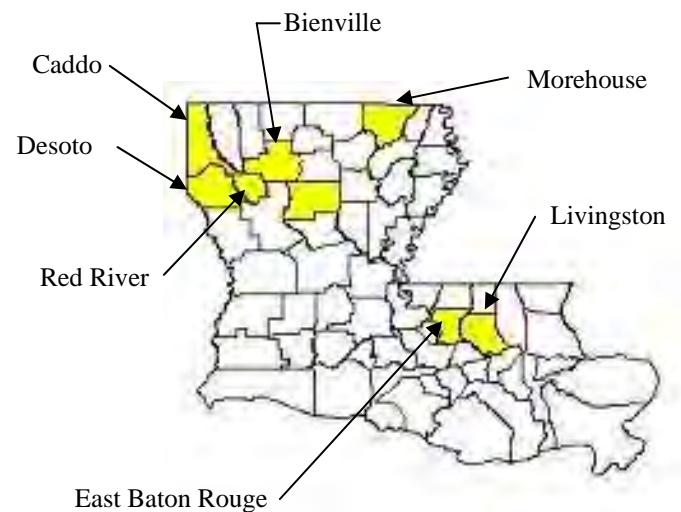 Bienville
Caddo
Morehouse
Desoto
Livingston
Red River
East Baton Rouge